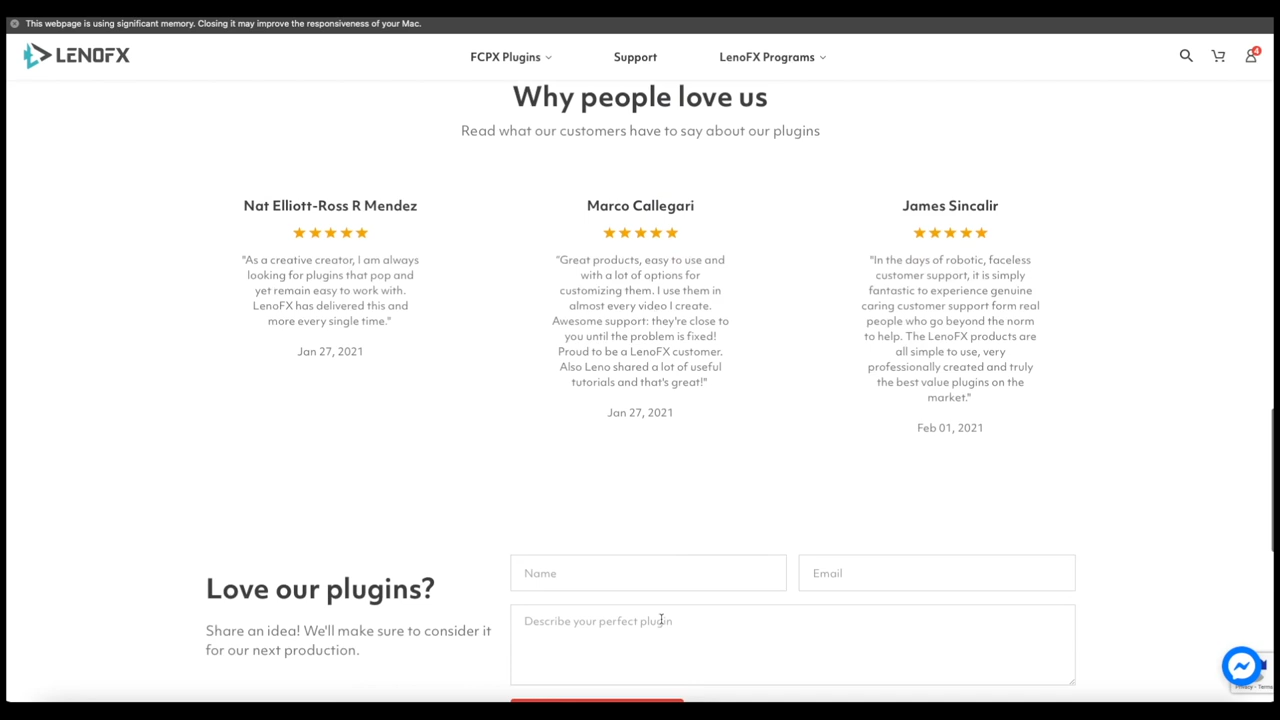 This webpage is using significant memory. Closing it may improve the responsiveness of your Mac.
LENOFX
FCPX Plugins
Support
LenoFX Programs
4
Why people love us
Read what our customers have to say about our plugins
Nat Elliott-Ross R Mendez
"As a creative creator, I am always
looking for plugins that pop and
yet remain easy to work with.
LenoFX has delivered this and
more every single time."
Jan 27, 2021
Marco Callegari
"Great products, easy to use and
with a lot of options for
customizing them. I use them in
almost every video I create.
Awesome support: they're close to
you until the problem is fixed!
Proud to be a LenoFX customer.
Also Leno shared a lot of useful
tutorials and that's great!"
Jan 27, 2021
James Sincalir
"In the days of robotic, faceless
customer support, it is simply
fantastic to experience genuine
caring customer support form real
people who go beyond the norm
to help. The LenoFX products are
all simple to use, very
professionally created and truly
the best value plugins on the
market."
Feb 01, 2021
Love our plugins?
Share an idea! We'll make sure to consider it
for our next production.
Name
Email
Describe your perfect plugin
Privacy - Terms